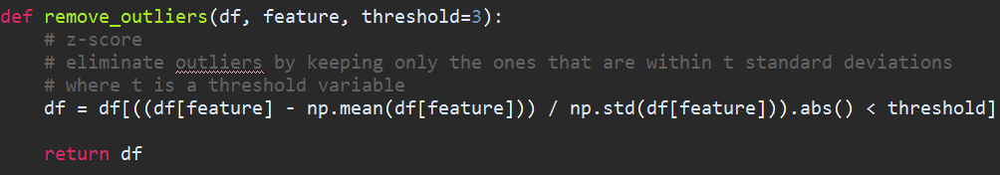 def remove_outliers(df, feature, threshold=3):
# z-score
# eliminate outliers by keeping only the ones that are within t standard deviations
# where t is a threshold variable
df = df[((df[feature] - np.mean(df[feature])) / np.std(df[feature])).abs() < threshold]
return df